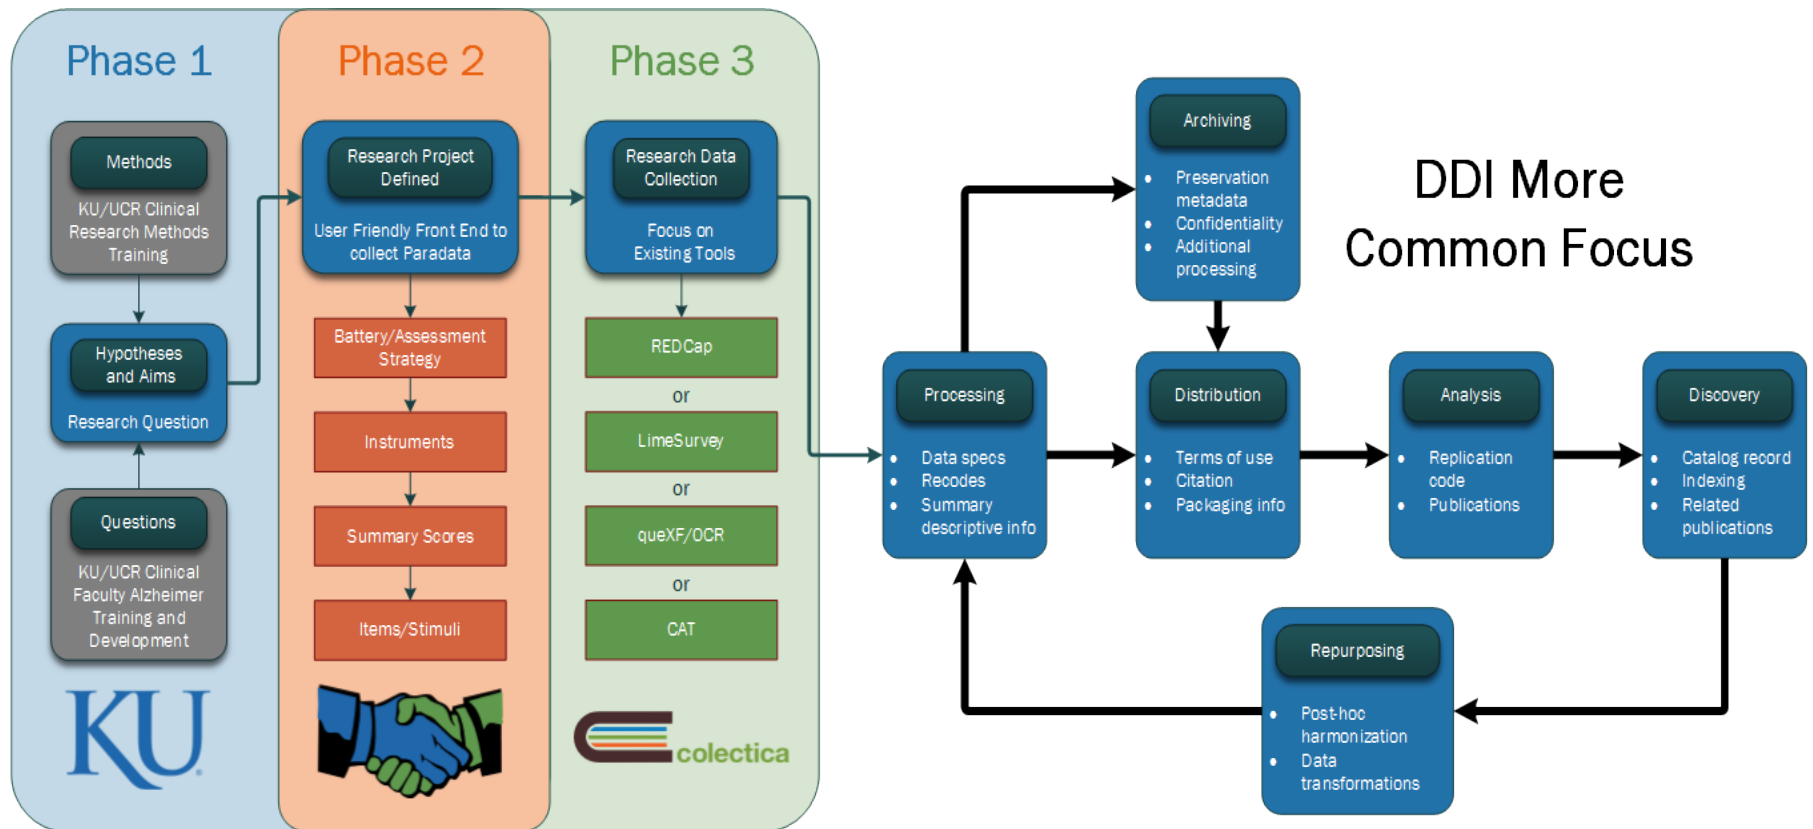 Phase 1
Methods
KU/UCR Clinical
Research Methods
Training
Hypotheses
and Aims
Research Question
Questions
KU/UCR Clinical
Faculty Alzheimer
Training and
Development
KU
Phase 2
Research Project
Defined
User Friendly Front End to
collect Paradata
Battery/Assessment
Strategy
Instruments
Summary Scores
Items/Stimuli
Phase 3
Research Data
Collection
Focus on
Existing Tools
REDCap
or
LimeSurvey
or
queXF/OCR
or
CAT
colectica
DDI More
Common Focus
Archiving
Preservation
metadata
Confidentiality
Additional
processing
Processing
Data specs
Recodes
Summary
descriptive info
Distribution
Terms of use
Citation
Packaging info
Analysis
Replication
code
Publications
Discovery
Catalog record
Indexing
Related
publications
Repurposing
Post-hoc
harmonization
Data
transformations